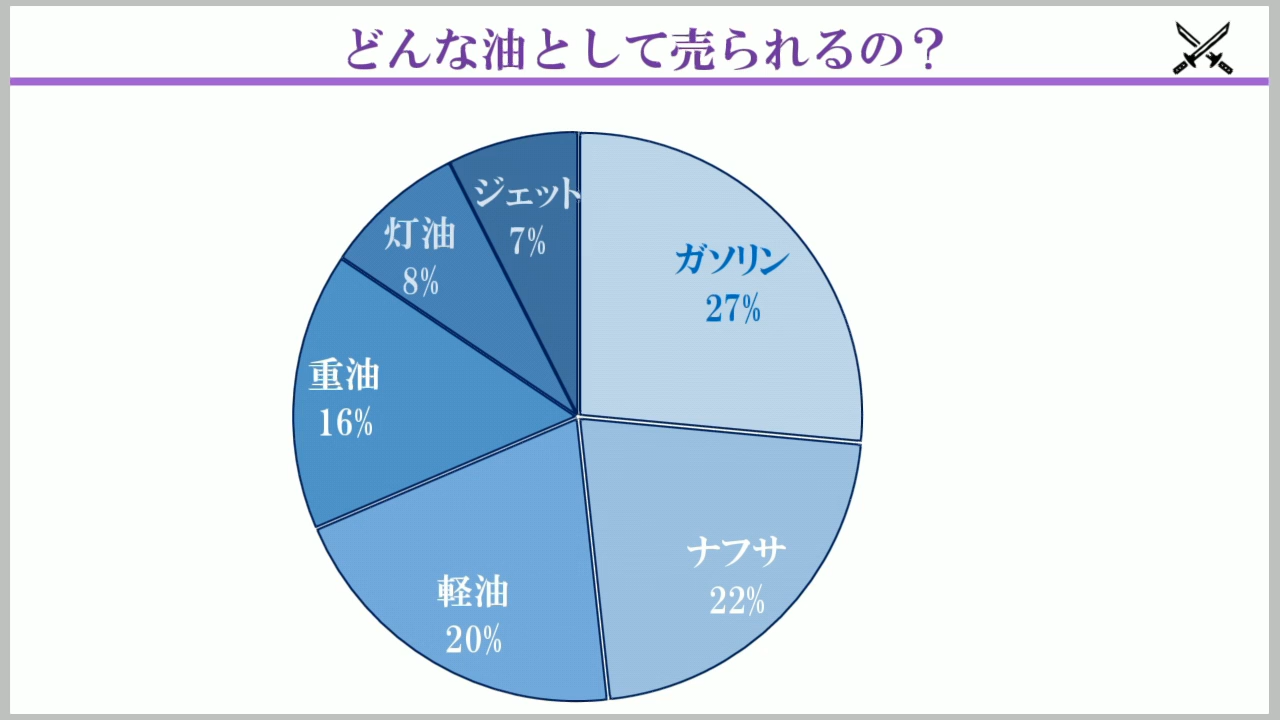 どんな油として売られるの？
ジェット
7%
灯油
8%
ガソリン
27%
重油
16%
ナフサ
22%
軽油
20%